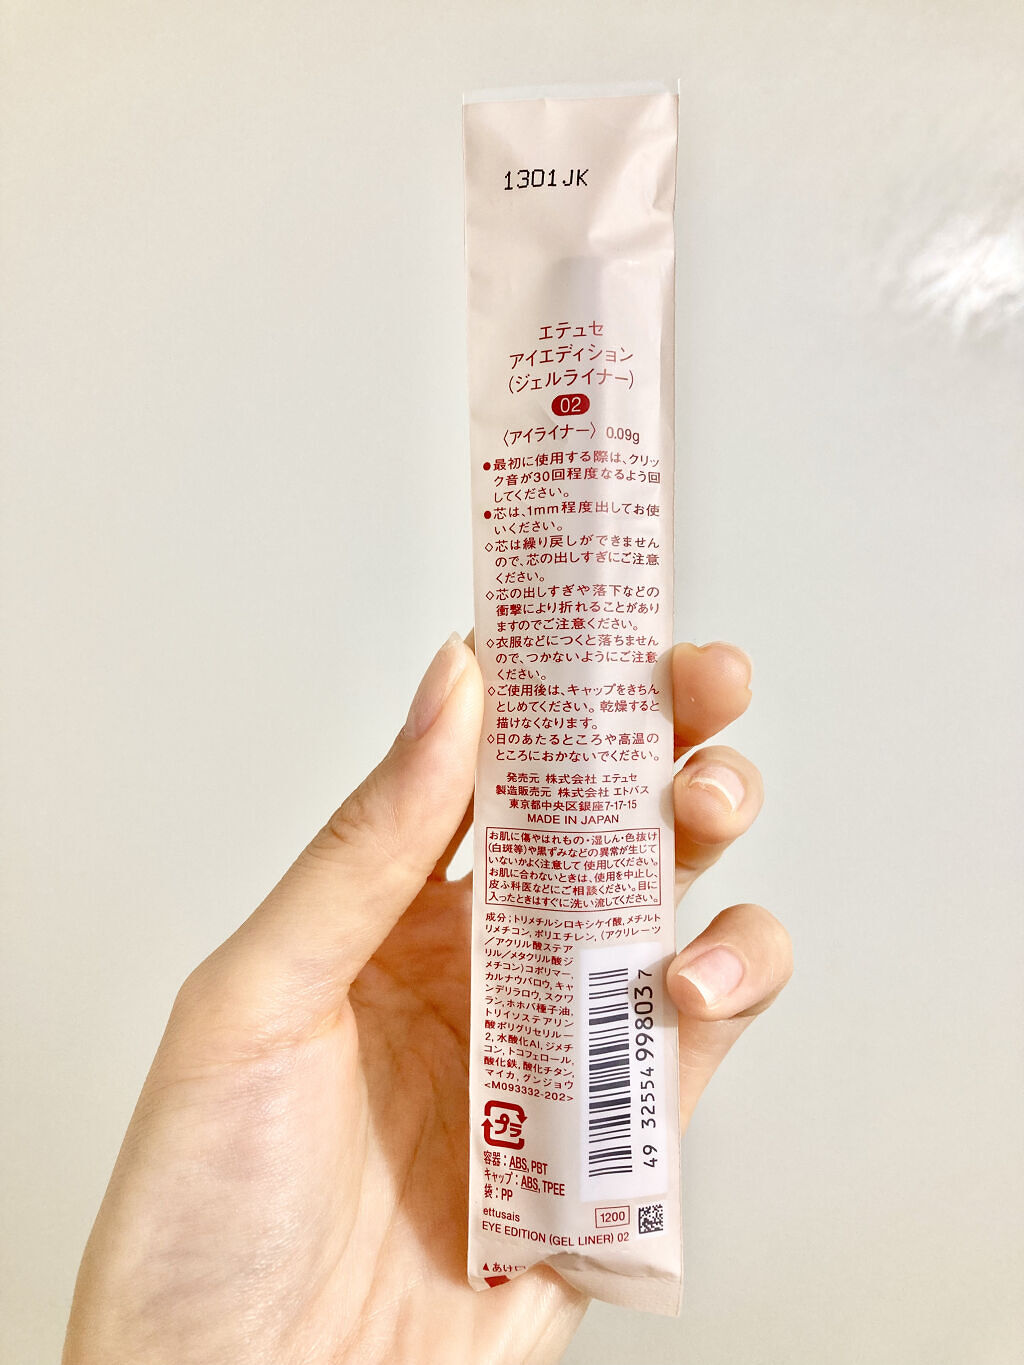 1301JK
エテュセ
アイエディション
(ジェルライナー)
02
〈アイライナー〉 0.09g
●最初に使用する際は、クリッ
ク音が30回程度なるよう回
してください。
●芯は、1mm程度出してお使
いください。
◇芯は繰り戻しができません
ので、芯の出しすぎにご注意
ください。
◇芯の出しすぎや落下などの
衝撃により折れることがあり
ますのでご注意ください。
◇衣服などにつくと落ちません
ので、つかないようにご注意
ください。
◇ご使用後は、キャップをきちん
としめてください。乾燥すると
描けなくなります。
◇日のあたるところや高温の
ところにおかないでください。
発売元 株式会社 エテュセ
製造販売元 株式会社 エトバス
東京都中央区銀座7-17-15
MADE IN JAPAN
お肌に傷やはれもの・湿しん・色抜け
(白斑等)や黒ずみなどの異常が生じて
いないかよく注意して使用してください。
お肌に合わないときは、使用を中止し、
皮ふ科医などにご相談ください。目に
入ったときはすぐに洗い流してください。
成分；トリメチルシロキシケイ酸, メチルト
リメチコン, ポリエチレン, (アクリレーツ
／アクリル酸ステア
リル／メタクリル酸ジ
メチコン)コポリマー,
カルナウバロウ, キャ
ンデリラロウ, スクワ
ラン, ホホバ種子油,
トリイソステアリン
酸ポリグリセリル－
2, 水酸化Al, ジメチ
コン, トコフェロール,
酸化鉄, 酸化チタン,
マイカ, グンジョウ
<M093332-202>
49 32554 998037
プラ
容器：ABS, PBT
キャップ：ABS, TPEE
袋：PP
ettusais
1200
EYE EDITION (GEL LINER) 02
▲あけ口